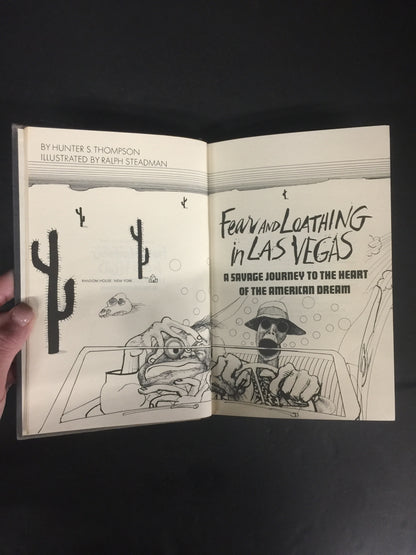 BY HUNTER S. THOMPSON
ILLUSTRATED BY RALPH STEADMAN
RANDOM HOUSE NEW YORK
FEAR AND LOATHING
in LAS VEGAS
A SAVAGE JOURNEY TO THE HEART
OF THE AMERICAN DREAM